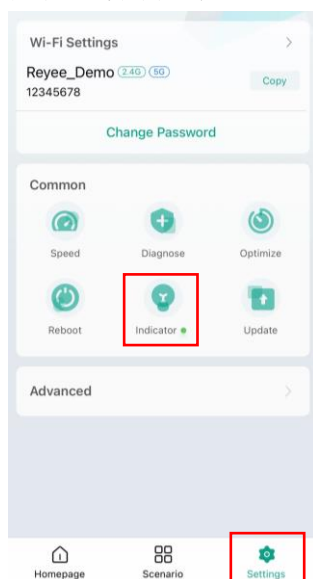 Wi-Fi Settings
Reyee_Demo 2.4G 5G
12345678
Copy
Change Password
Common
Speed Diagnose Optimize
Reboot Indicator Update
Advanced
Homepage Scenario Settings